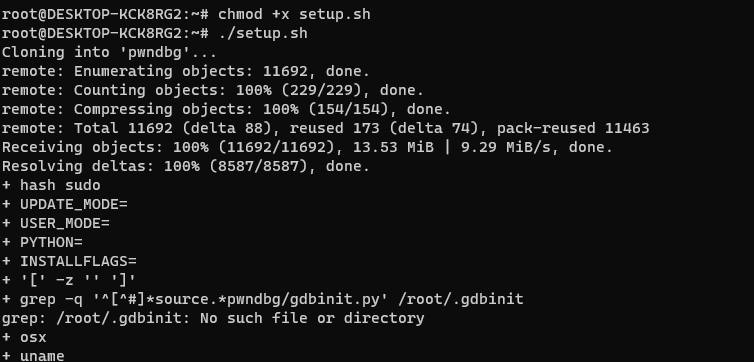 root@DESKTOP-KCK8RG2:~# chmod +x setup.sh
root@DESKTOP-KCK8RG2:~# ./setup.sh
Cloning into 'pwndbg'...
remote: Enumerating objects: 11692, done.
remote: Counting objects: 100% (229/229), done.
remote: Compressing objects: 100% (154/154), done.
remote: Total 11692 (delta 88), reused 173 (delta 74), pack-reused 11463
Receiving objects: 100% (11692/11692), 13.53 MiB | 9.29 MiB/s, done.
Resolving deltas: 100% (8587/8587), done.
+ hash sudo
+ UPDATE_MODE=
+ USER_MODE=
+ PYTHON=
+ INSTALLFLAGS=
+ '[' -z '' ']'
+ grep -q '^[^#]*source.*pwndbg/gdbinit.py' /root/.gdbinit
grep: /root/.gdbinit: No such file or directory
+ osx
+ uname